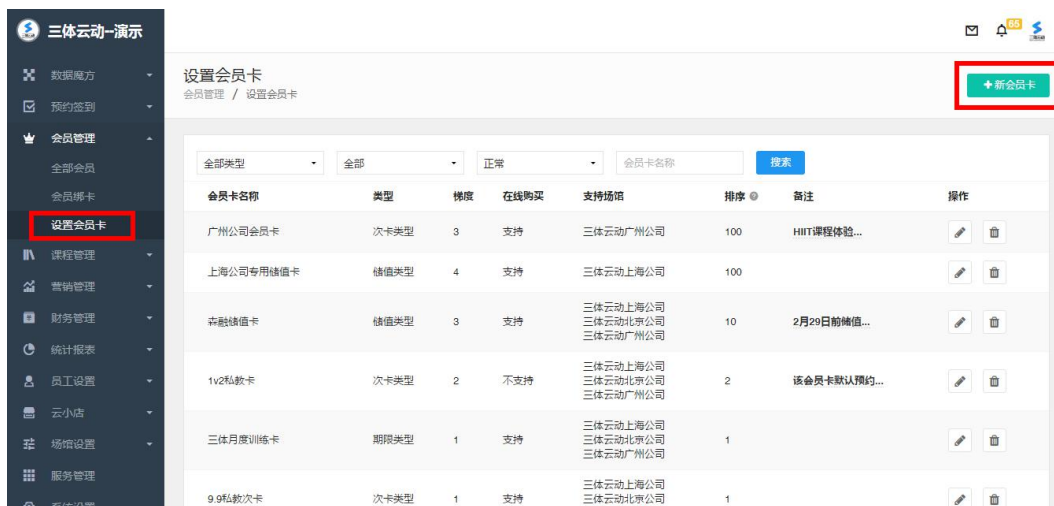 三体云动--演示
65
数据魔方
预约签到
会员管理
全部会员
会员绑卡
设置会员卡
课程管理
营销管理
财务管理
统计报表
员工设置
云小店
场馆设置
服务管理
设置会员卡
会员管理 / 设置会员卡
+新会员卡
全部类型 全部 正常 会员卡名称 搜索
会员卡名称 类型 梯度 在线购买 支持场馆 排序 备注 操作
广州公司会员卡 次卡类型 3 支持 三体云动广州公司 100 HIIT课程体验...
上海公司专用储值卡 储值类型 4 支持 三体云动上海公司 100
森融储值卡 储值类型 3 支持 三体云动上海公司 10 2月29日前储值...
三体云动北京公司
三体云动广州公司
1v2私教卡 次卡类型 2 不支持 三体云动上海公司 2 该会员卡默认预约...
三体云动北京公司
三体云动广州公司
三体月度训练卡 期限类型 1 支持 三体云动上海公司 1
三体云动北京公司
三体云动广州公司
9.9私教次卡 次卡类型 1 支持 三体云动上海公司 1
三体云动北京公司